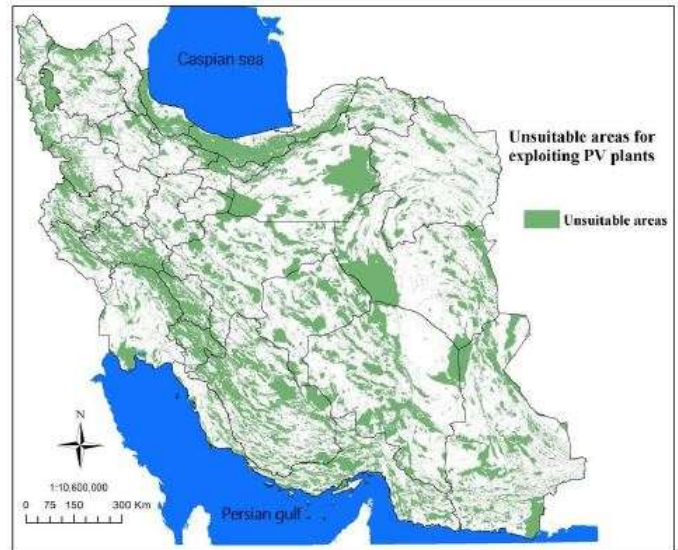 Caspian sea
Unsuitable areas for
exploiting PV plants
Unsuitable areas
N
1:10,600,000
0 75 150 300 Km
Persian gulf